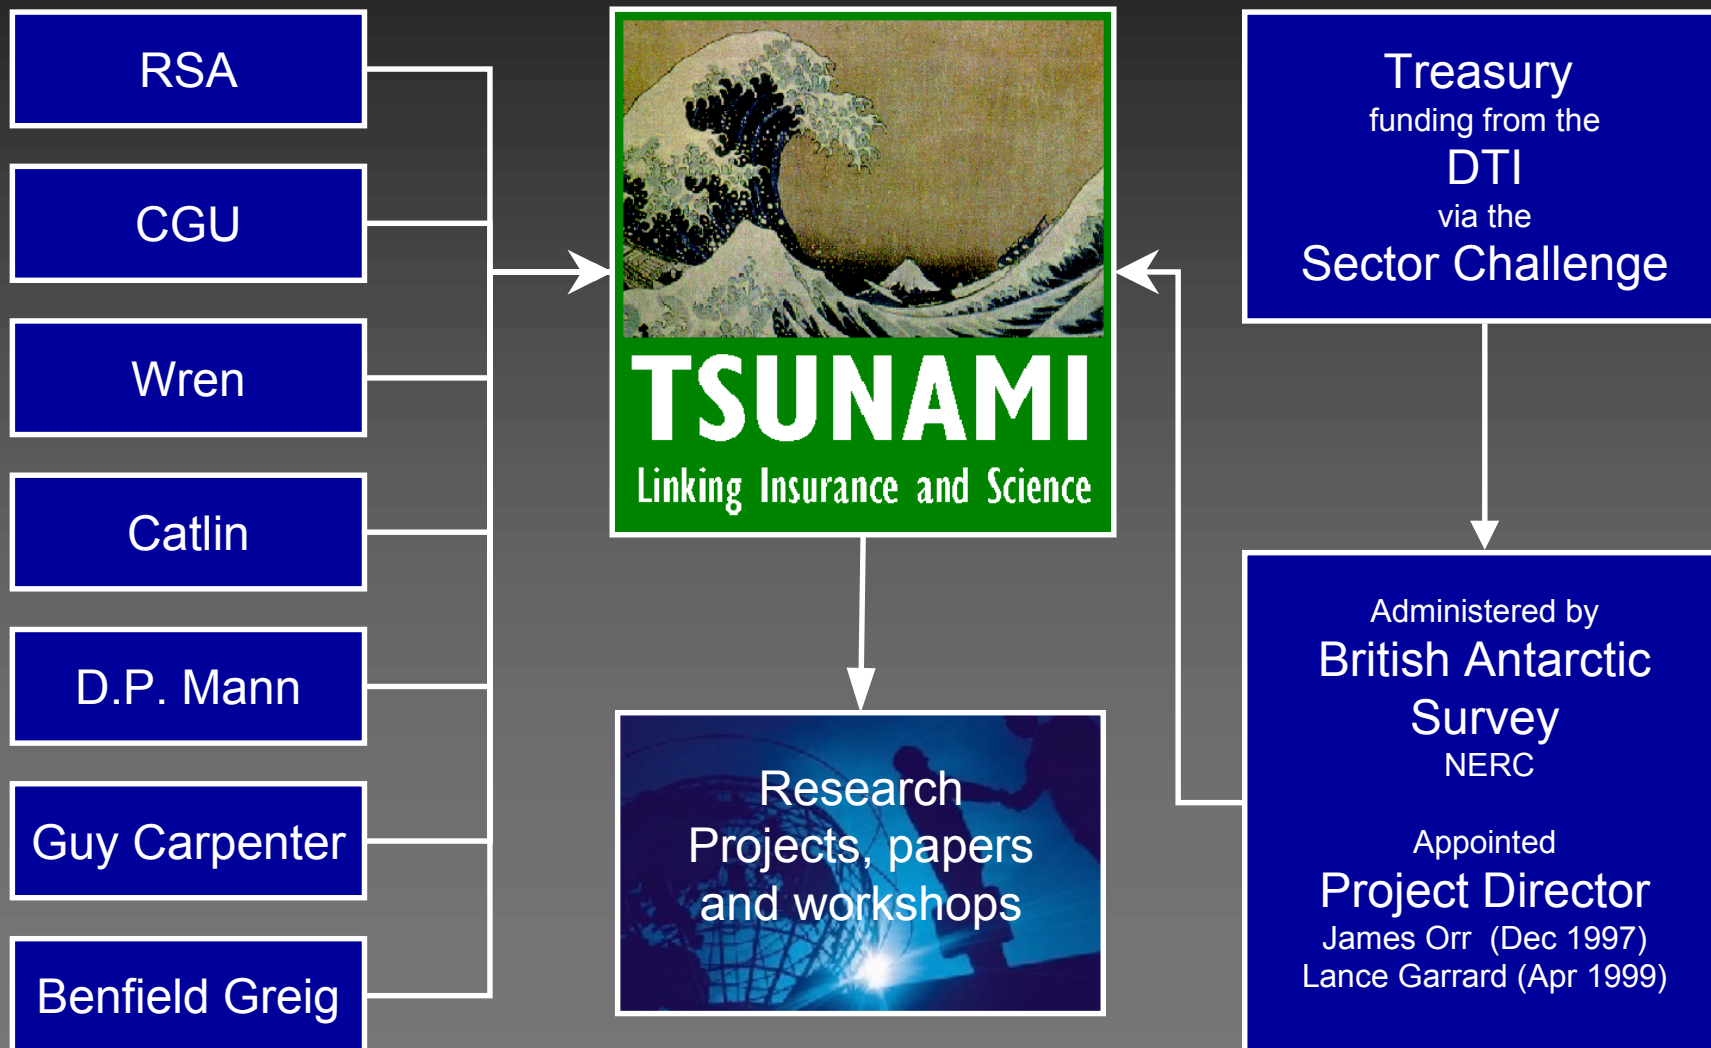 RSA
CGU
Wren
Catlin
D.P. Mann
Guy Carpenter
Benfield Greig
TSUNAMI
Linking Insurance and Science
Research
Projects, papers
and workshops
Treasury
funding from the
DTI
via the
Sector Challenge
Administered by
British Antarctic
Survey
NERC
Appointed
Project Director
James Orr (Dec 1997)
Lance Garrard (Apr 1999)